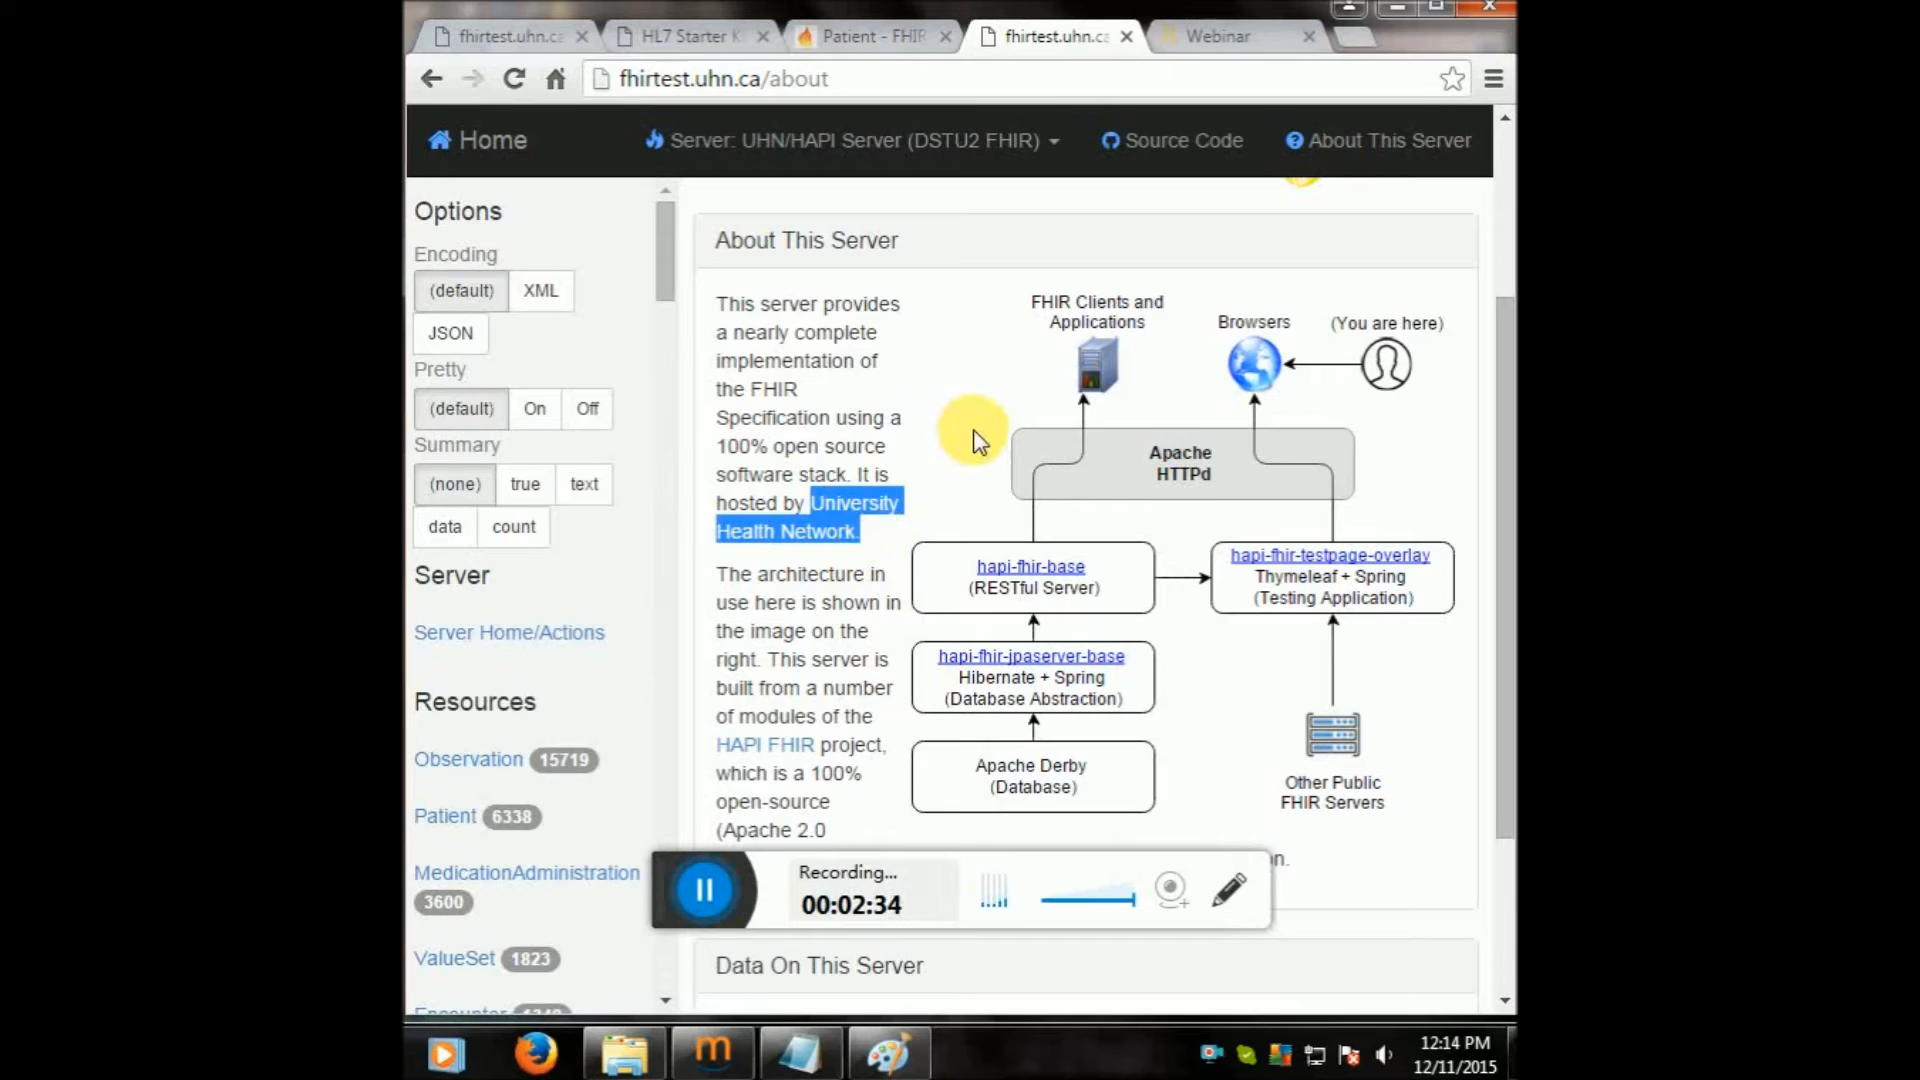 fhirtest.uhn.ca
HL7 Starter K
Patient - FHIR
fhirtest.uhn.ca
Webinar
fhirtest.uhn.ca/about
Home
Server: UHN/HAPI Server (DSTU2 FHIR)
Source Code
About This Server
Options
Encoding
(default)
XML
JSON
Pretty
(default)
On
Off
Summary
(none)
true
text
data
count
Server
Server Home/Actions
Resources
Observation 15719
Patient 6338
MedicationAdministration
3600
ValueSet 1823
About This Server
This server provides
a nearly complete
implementation of
the FHIR
Specification using a
100% open source
software stack. It is
hosted by University
Health Network.
The architecture in
use here is shown in
the image on the
right. This server is
built from a number
of modules of the
HAPI FHIR project,
which is a 100%
open-source
(Apache 2.0
FHIR Clients and
Applications
Browsers
(You are here)
Apache
HTTPd
hapi-fhir-base
(RESTful Server)
hapi-fhir-testpage-overlay
Thymeleaf + Spring
(Testing Application)
hapi-fhir-jpaserver-base
Hibernate + Spring
(Database Abstraction)
Apache Derby
(Database)
Other Public
FHIR Servers
n.
Recording...
00:02:34
Data On This Server
12:14 PM
12/11/2015